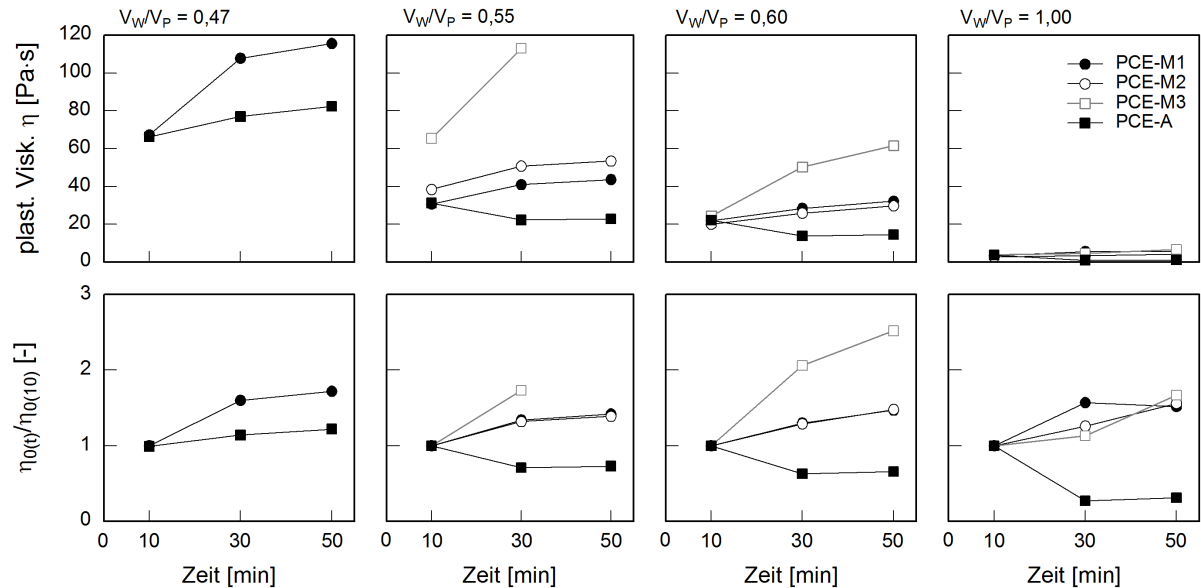 V_W/V_P = 0,47
V_W/V_P = 0,55
V_W/V_P = 0,60
V_W/V_P = 1,00
plast. Visk. η [Pa·s]
120
100
80
60
40
20
0
PCE-M1
PCE-M2
PCE-M3
PCE-A
η0(t)/η0(10) [-]
3
2
1
0
0 10 30 50
0 10 30 50
0 10 30 50
0 10 30 50
Zeit [min]
Zeit [min]
Zeit [min]
Zeit [min]